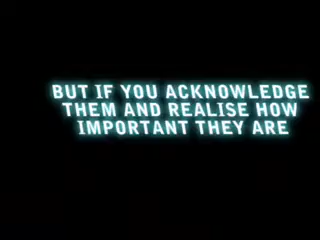 BUT IF YOU ACKNOWLEDGE
THEM AND REALISE HOW
IMPORTANT THEY ARE